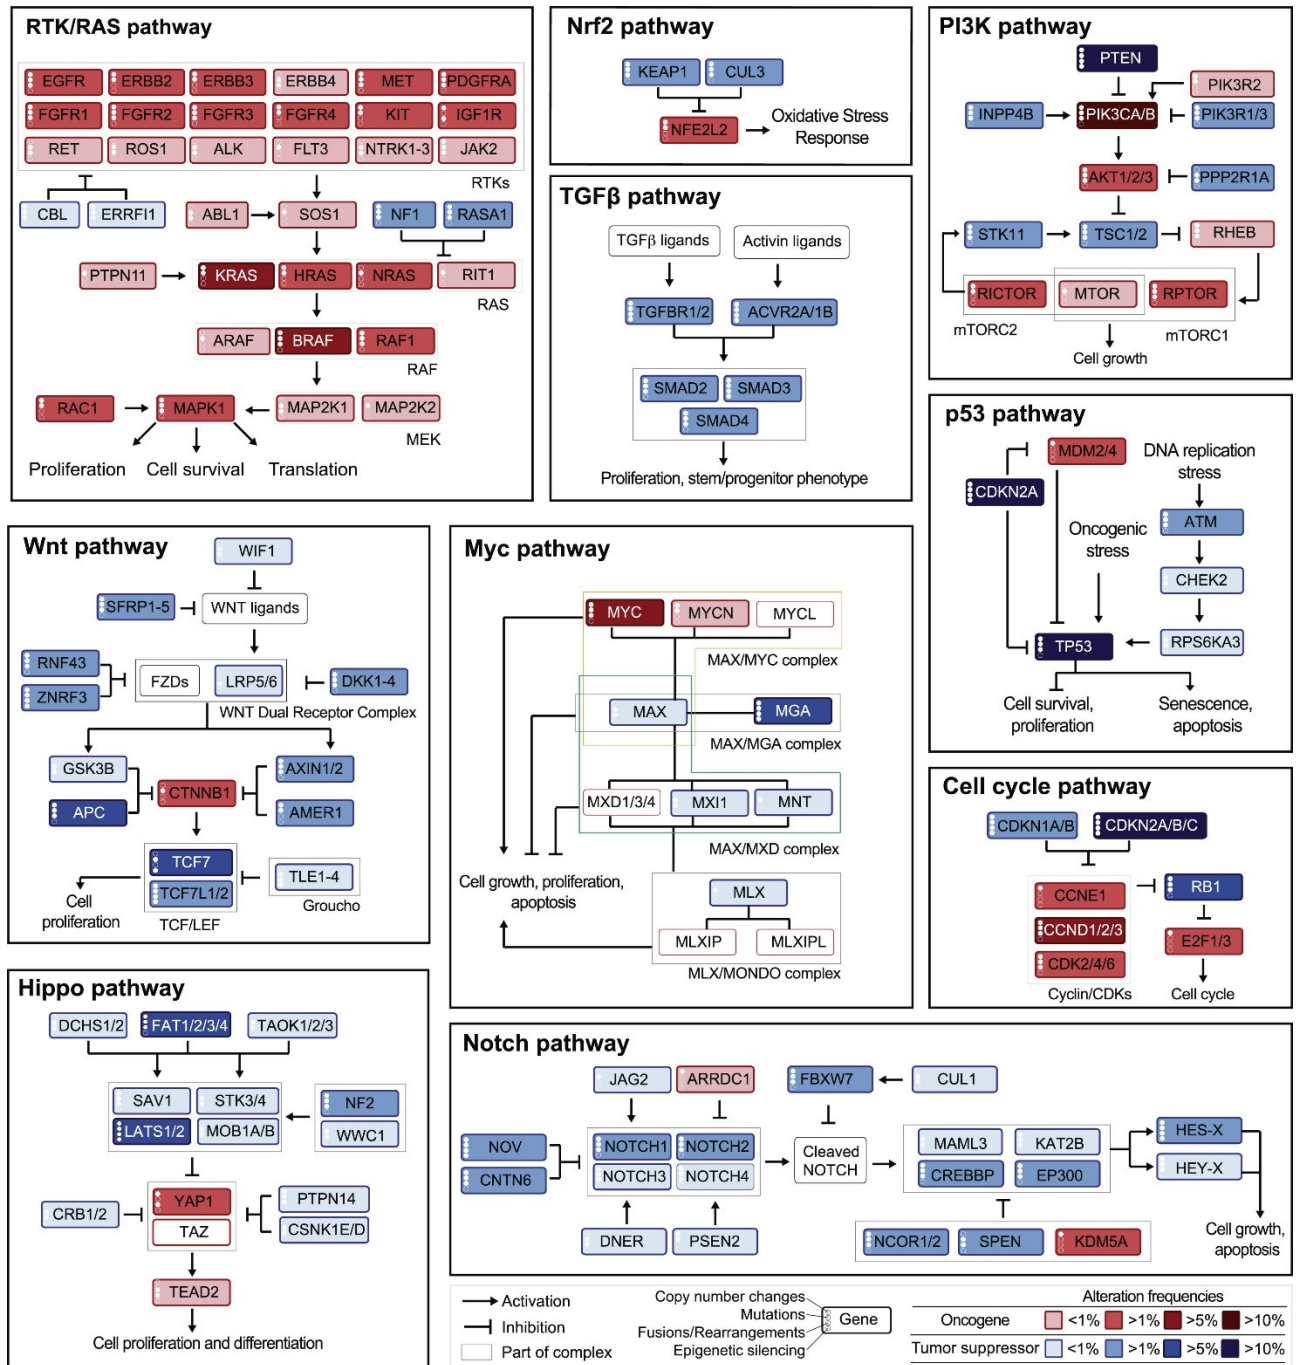 RTK/RAS pathway
EGFR ERBB2 ERBB3 ERBB4 MET PDGFRA
FGFR1 FGFR2 FGFR3 FGFR4 KIT IGF1R
RET ROS1 ALK FLT3 NTRK1-3 JAK2
RTKs
CBL ERRFI1 ABL1 SOS1 NF1 RASA1
PTPN11 KRAS HRAS NRAS RIT1
RAS
ARAF BRAF RAF1
RAF
RAC1 MAPK1 MAP2K1 MAP2K2
MEK
Proliferation Cell survival Translation
Nrf2 pathway
KEAP1 CUL3
NFE2L2 Oxidative Stress
Response
TGFβ pathway
TGFβ ligands Activin ligands
TGFBR1/2 ACVR2A/1B
SMAD2 SMAD3
SMAD4
Proliferation, stem/progenitor phenotype
PI3K pathway
PTEN
PIK3R2
INPP4B PIK3CA/B PIK3R1/3
AKT1/2/3 PPP2R1A
STK11 TSC1/2 RHEB
RICTOR MTOR RPTOR
mTORC2 mTORC1
Cell growth
p53 pathway
MDM2/4 DNA replication
stress
CDKN2A
ATM
Oncogenic
stress
CHEK2
TP53 RPS6KA3
Cell survival,
proliferation
Senescence,
apoptosis
Wnt pathway
WIF1
SFRP1-5 WNT ligands
RNF43
FZDs LRP5/6 DKK1-4
ZNRF3
WNT Dual Receptor Complex
GSK3B AXIN1/2
CTNNB1
APC AMER1
TCF7
TLE1-4
TCF7L1/2
Groucho
Cell
proliferation
TCF/LEF
Myc pathway
MYC MYCN MYCL
MAX/MYC complex
MAX MGA
MAX/MGA complex
MXD1/3/4 MXI1 MNT
MAX/MXD complex
Cell growth, proliferation,
apoptosis
MLX
MLXIP MLXIPL
MLX/MONDO complex
Cell cycle pathway
CDKN1A/B CDKN2A/B/C
CCNE1 RB1
CCND1/2/3
E2F1/3
CDK2/4/6
Cyclin/CDKs Cell cycle
Hippo pathway
DCHS1/2 FAT1/2/3/4 TAOK1/2/3
SAV1 STK3/4 NF2
LATS1/2 MOB1A/B WWC1
YAP1 PTPN14
CRB1/2
TAZ CSNK1E/D
TEAD2
Cell proliferation and differentiation
Notch pathway
JAG2 ARRDC1 FBXW7 CUL1
NOV NOTCH1 NOTCH2 Cleaved
NOTCH
MAML3 KAT2B HES-X
CNTN6 NOTCH3 NOTCH4 CREBBP EP300 HEY-X
DNER PSEN2 NCOR1/2 SPEN KDM5A
Cell growth,
apoptosis
Activation
Inhibition
Part of complex
Copy number changes
Mutations
Fusions/Rearrangements
Epigenetic silencing
Gene
Alteration frequencies
Oncogene <1% >1% >5% >10%
Tumor suppressor <1% >1% >5% >10%